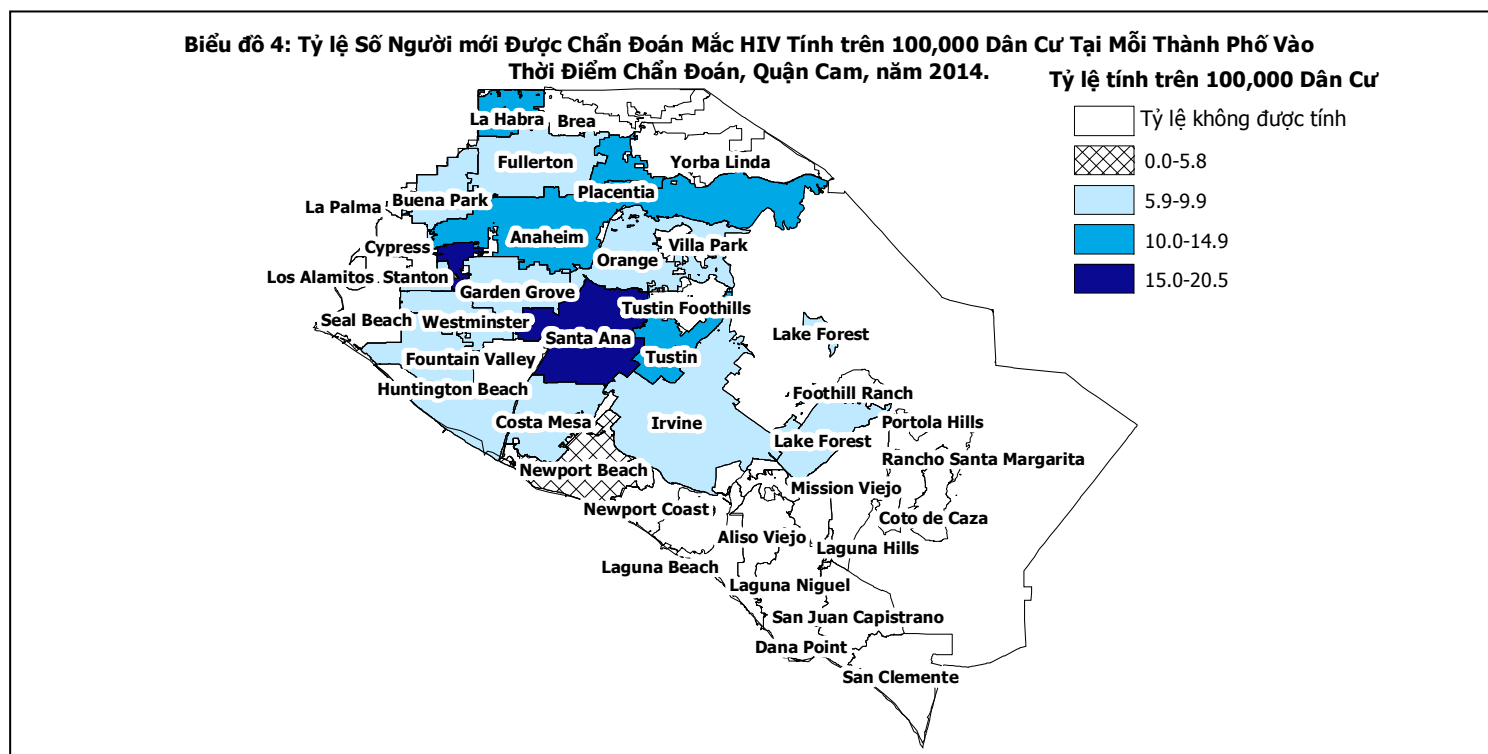 Biểu đồ 4: Tỷ lệ Số Người mới Được Chẩn Đoán Mắc HIV Tính trên 100,000 Dân Cư Tại Mỗi Thành Phố Vào
Thời Điểm Chẩn Đoán, Quận Cam, năm 2014.
Tỷ lệ tính trên 100,000 Dân Cư
Tỷ lệ không được tính
0.0-5.8
5.9-9.9
10.0-14.9
15.0-20.5
La Habra
Brea
Fullerton
Yorba Linda
Placentia
Buena Park
La Palma
Anaheim
Cypress
Villa Park
Orange
Los Alamitos
Stanton
Garden Grove
Tustin Foothills
Seal Beach
Westminster
Santa Ana
Lake Forest
Fountain Valley
Tustin
Huntington Beach
Foothill Ranch
Costa Mesa
Irvine
Portola Hills
Lake Forest
Rancho Santa Margarita
Newport Beach
Mission Viejo
Newport Coast
Coto de Caza
Aliso Viejo
Laguna Hills
Laguna Beach
Laguna Niguel
San Juan Capistrano
Dana Point
San Clemente